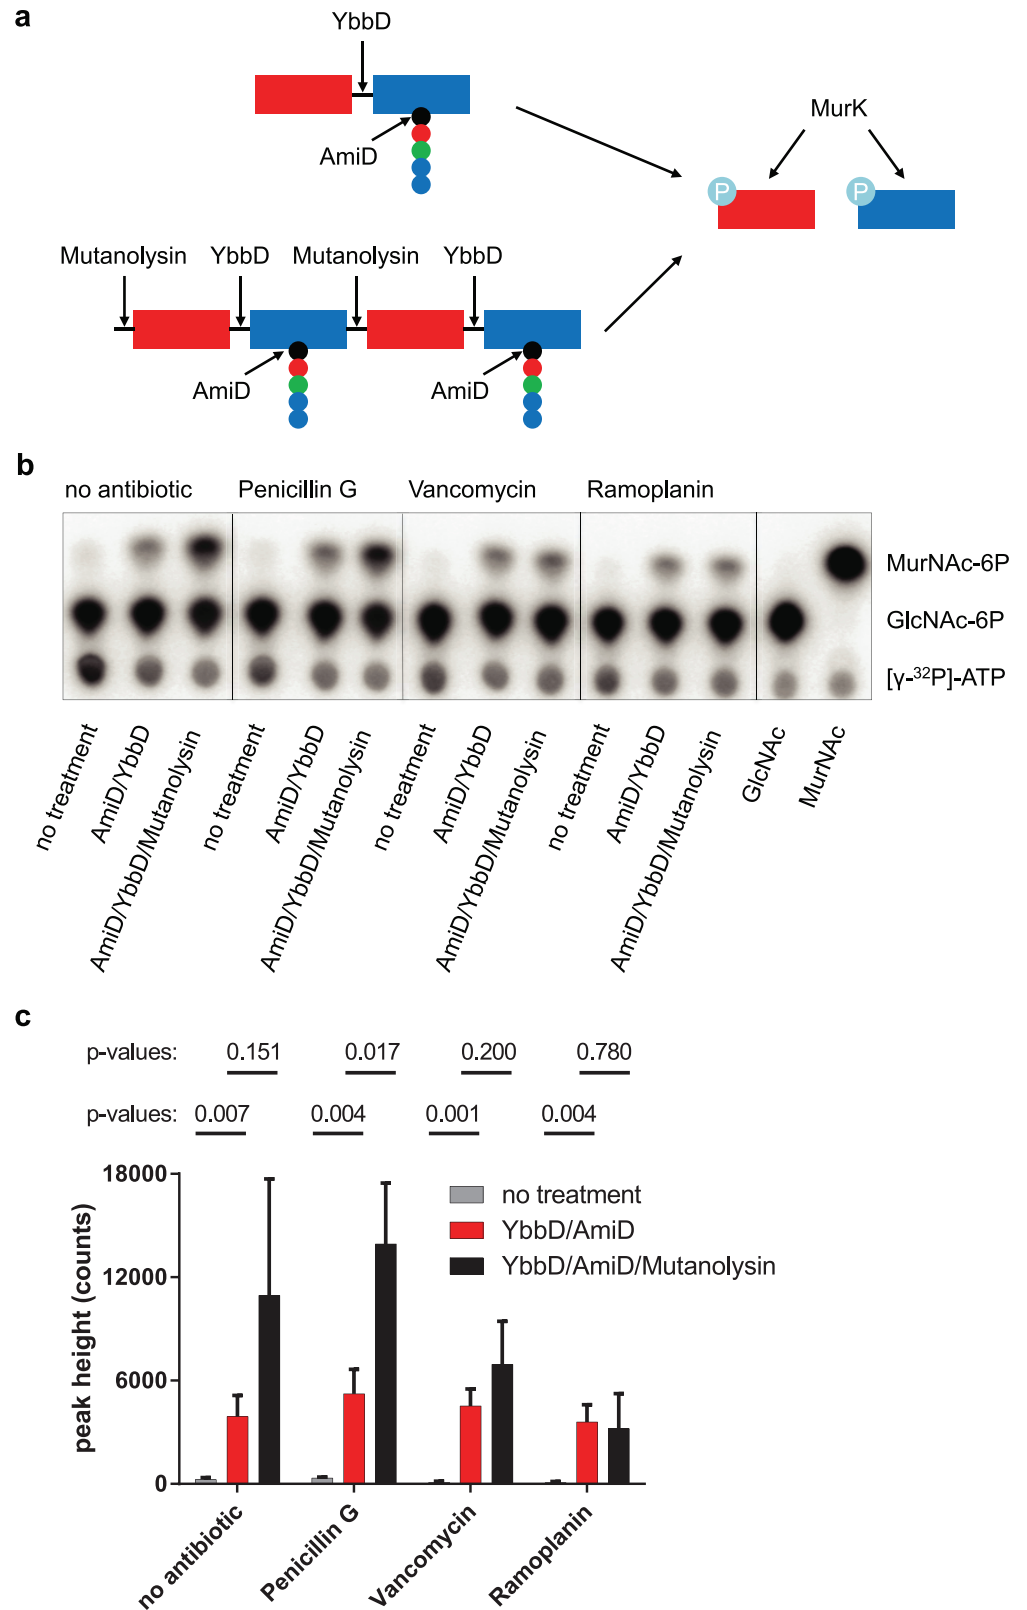 a
YbbD
MurK
AmiD
P
P
Mutanolysin YbbD Mutanolysin YbbD
AmiD
AmiD
b
no antibiotic Penicillin G Vancomycin Ramoplanin
MurNAc-6P
GlcNAc-6P
[γ-³²P]-ATP
no treatment
AmiD/YbbD
AmiD/YbbD/Mutanolysin
no treatment
AmiD/YbbD
AmiD/YbbD/Mutanolysin
no treatment
AmiD/YbbD
AmiD/YbbD/Mutanolysin
no treatment
AmiD/YbbD
AmiD/YbbD/Mutanolysin
GlcNAc
MurNAc
c
p-values: 0.151 0.017 0.200 0.780
p-values: 0.007 0.004 0.001 0.004
18000
12000
6000
0
peak height (counts)
no treatment
YbbD/AmiD
YbbD/AmiD/Mutanolysin
no antibiotic
Penicillin G
Vancomycin
Ramoplanin